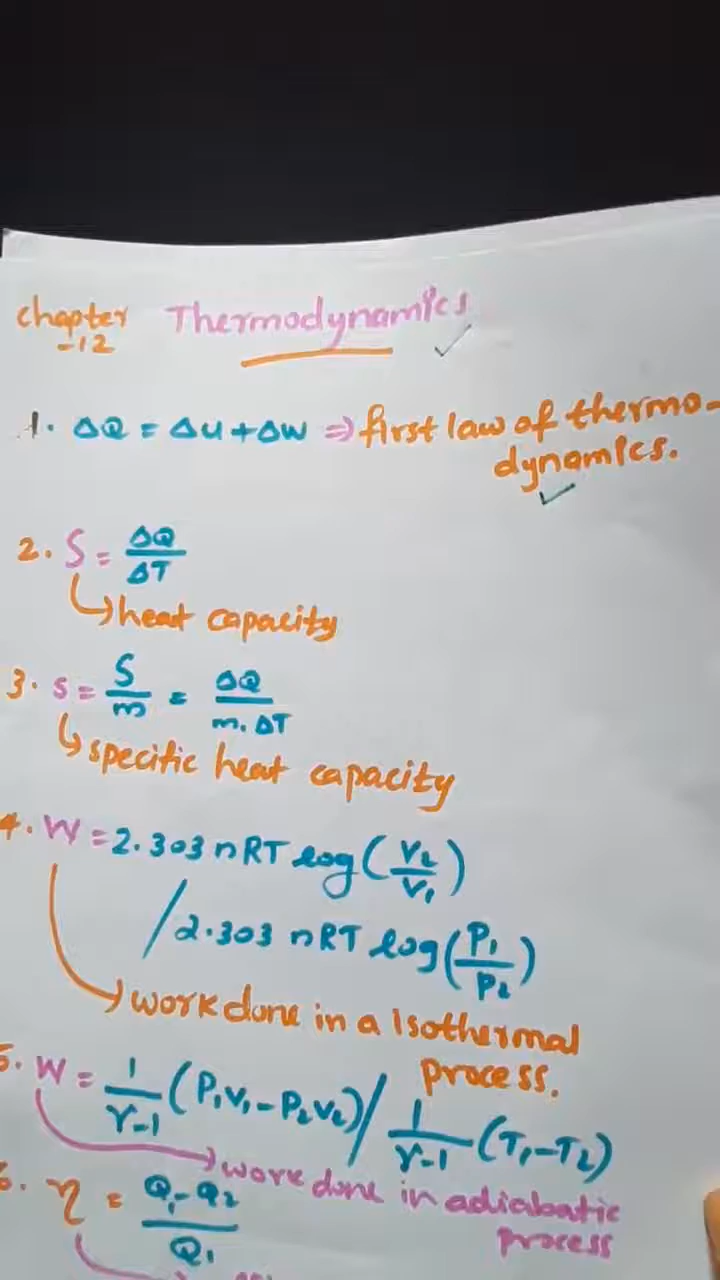 chapter -12 Thermodynamics
1. ΔQ = ΔU + ΔW ⇒ first law of thermo-
dynamics.
2. S = ΔQ/ΔT
↳ heat capacity
3. s = S/m = ΔQ/m.ΔT
↳ specific heat capacity
4. W = 2.303 nRT log(V₂/V₁)
/ 2.303 nRT log(P₁/P₂)
→ work done in a isothermal
process.
5. W = 1/γ-1 (P₁V₁-P₂V₂) / 1/γ-1 (T₁-T₂)
→ work done in adiabatic
process
6. η = Q₁-Q₂/Q₁